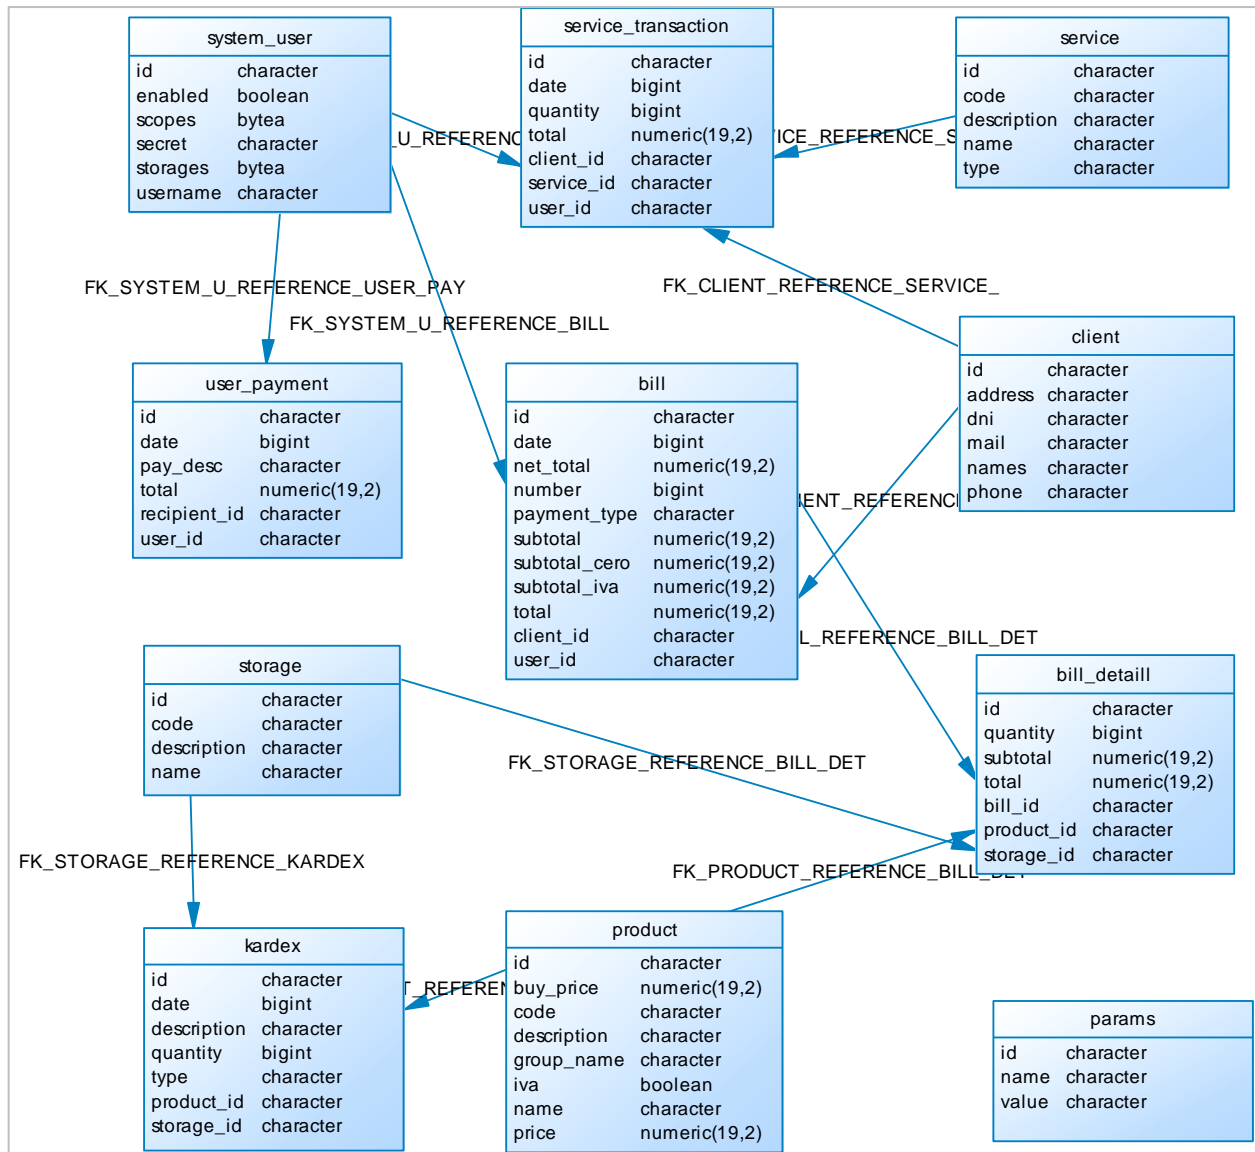 system_user
id character
enabled boolean
scopes bytea
secret character
storages bytea
username character
service_transaction
id character
date bigint
quantity bigint
total numeric(19,2)
client_id character
service_id character
user_id character
service
id character
code character
description character
name character
type character
U_REFERENC
VICE_REFERENCE_S
FK_SYSTEM_U_REFERENCE_USER_PAY
FK_SYSTEM_U_REFERENCE_BILL
FK_CLIENT_REFERENCE_SERVICE_
user_payment
id character
date bigint
pay_desc character
total numeric(19,2)
recipient_id character
user_id character
bill
id character
date bigint
net_total numeric(19,2)
number bigint
payment_type character
subtotal numeric(19,2)
subtotal_cero numeric(19,2)
subtotal_iva numeric(19,2)
total numeric(19,2)
client_id character
user_id character
client
id character
address character
dni character
mail character
names character
phone character
IENT_REFERENCE
L_REFERENCE_BILL_DET
storage
id character
code character
description character
name character
bill_detaill
id character
quantity bigint
subtotal numeric(19,2)
total numeric(19,2)
bill_id character
product_id character
storage_id character
FK_STORAGE_REFERENCE_BILL_DET
FK_STORAGE_REFERENCE_KARDEX
FK_PRODUCT_REFERENCE_BILL_DET
kardex
id character
date bigint
description character
quantity bigint
type character
product_id character
storage_id character
T_REFEREN
product
id character
buy_price numeric(19,2)
code character
description character
group_name character
iva boolean
name character
price numeric(19,2)
params
id character
name character
value character